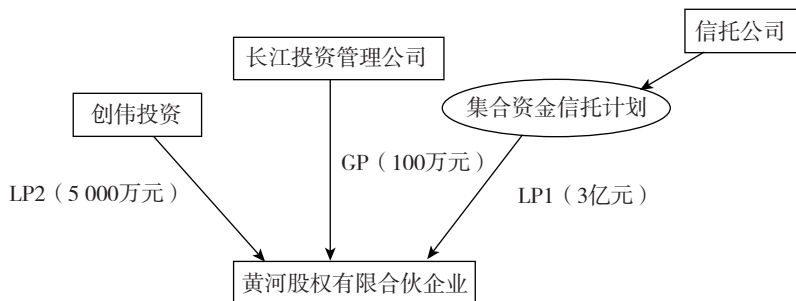 信托公司
长江投资管理公司
创伟投资
集合资金信托计划
GP（100万元）
LP2（5 000万元）
LP1（3亿元）
黄河股权有限合伙企业